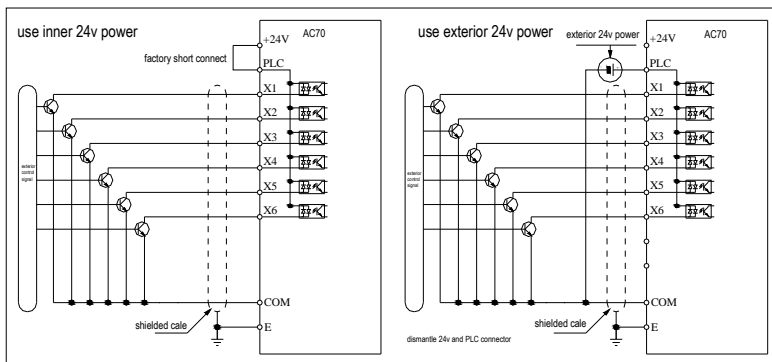 use inner 24v power
AC70
+24V
factory short connect
PLC
X1
X2
X3
X4
X5
X6
exterior
control
signal
COM
shielded cale
E
use exterior 24v power
AC70
exterior 24v power
+24V
PLC
X1
X2
X3
X4
X5
X6
exterior
control
signal
COM
shielded cale
E
dismantle 24v and PLC connector